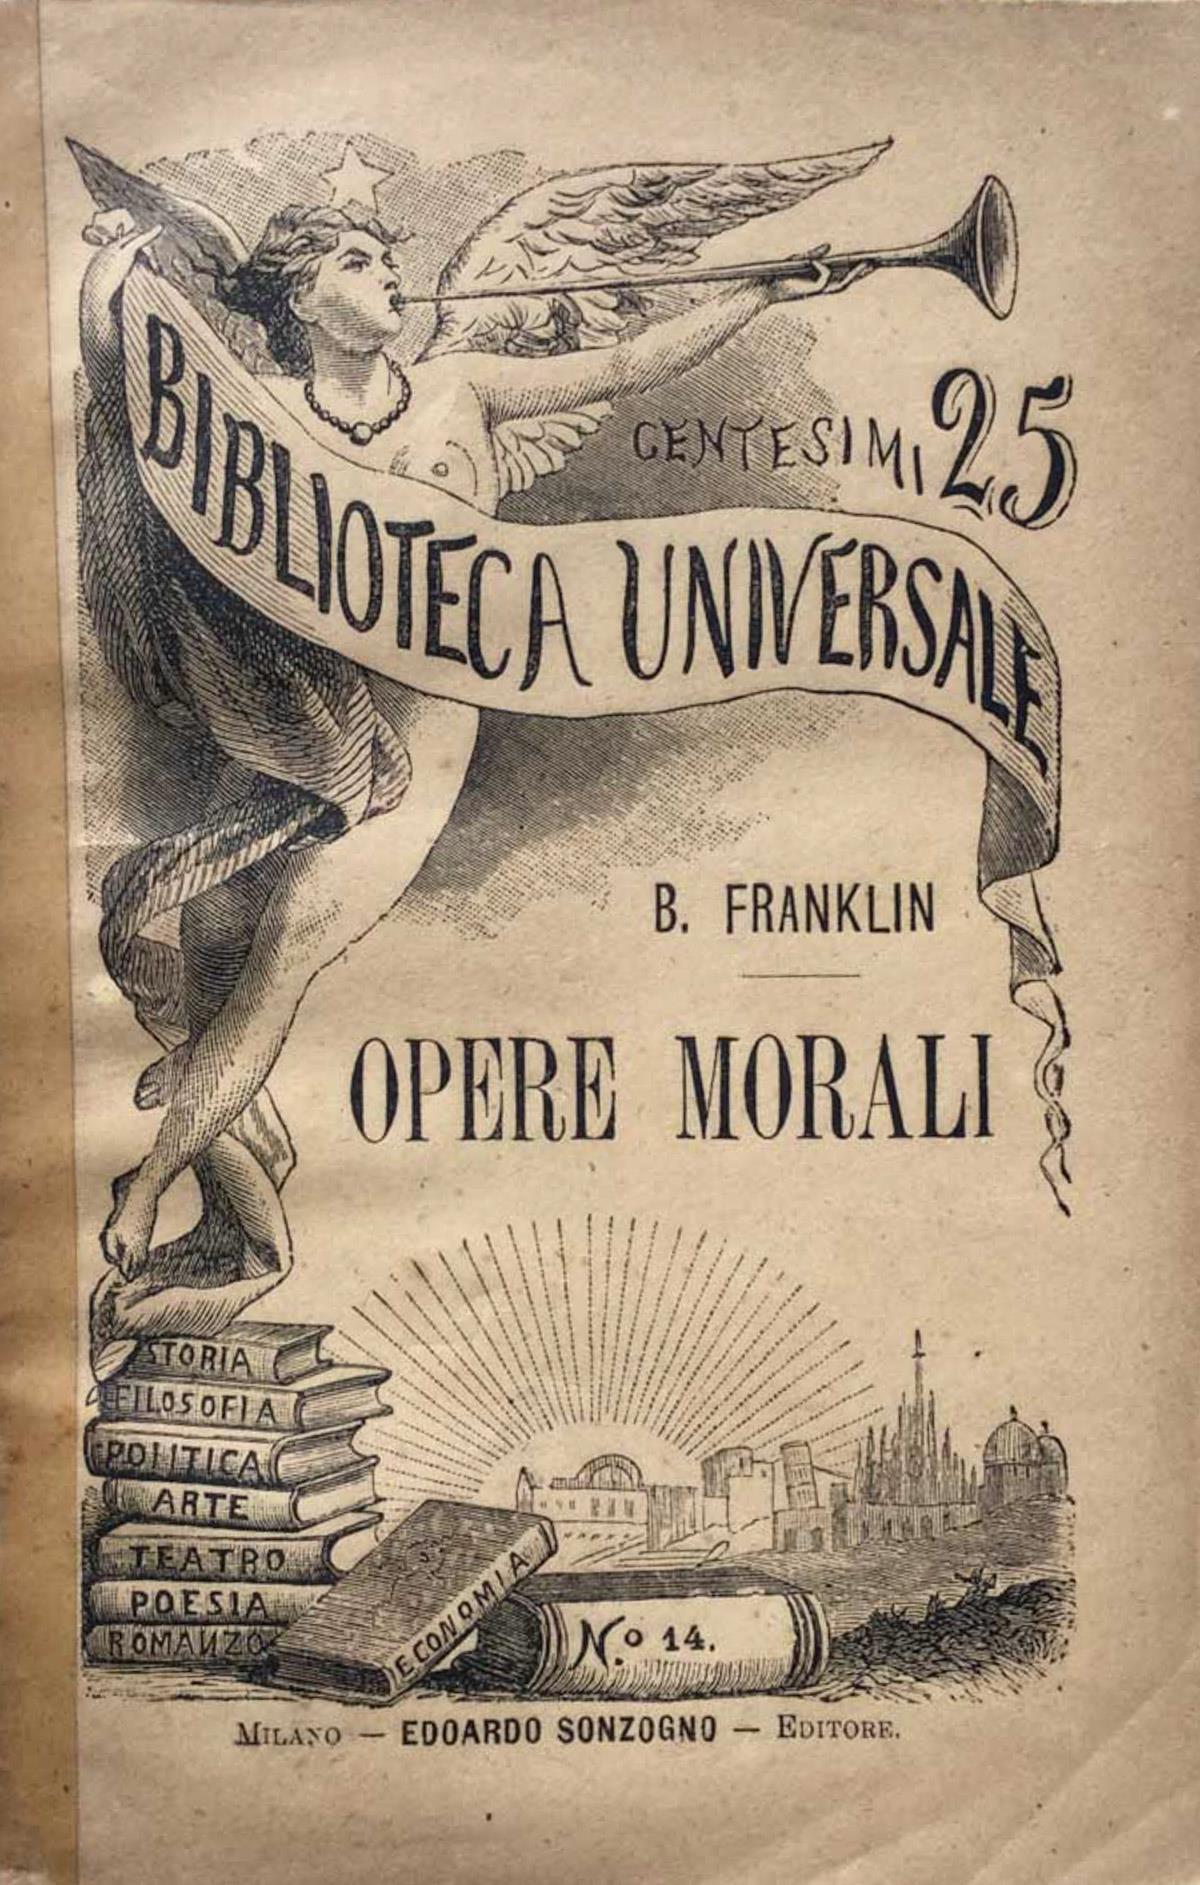 BIBLIOTECA UNIVERSALE
CENTESIMI 25
B. FRANKLIN
OPERE MORALI
STORIA
FILOSOFIA
POLITICA
ARTE
TEATRO
POESIA
ROMANZO
ECONOMIA
N.o 14.
MILANO — EDOARDO SONZOGNO — EDITORE.